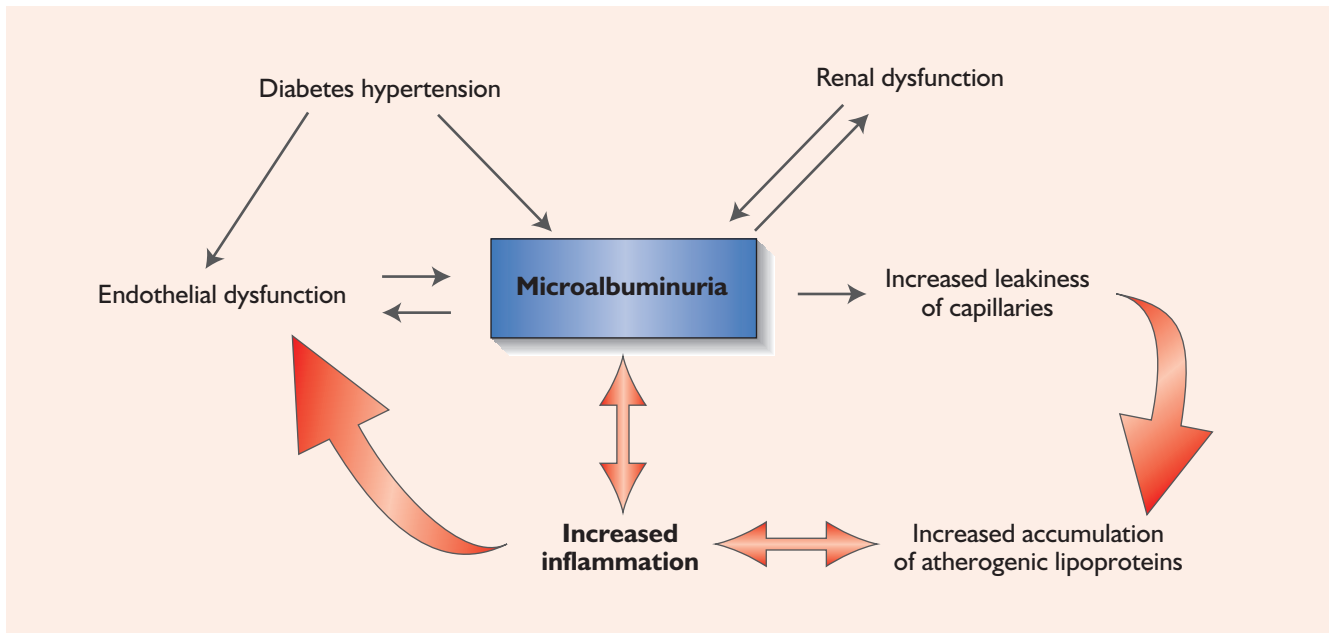 Diabetes hypertension
Renal dysfunction
Endothelial dysfunction
Microalbuminuria
Increased leakiness
of capillaries
Increased
inflammation
Increased accumulation
of atherogenic lipoproteins